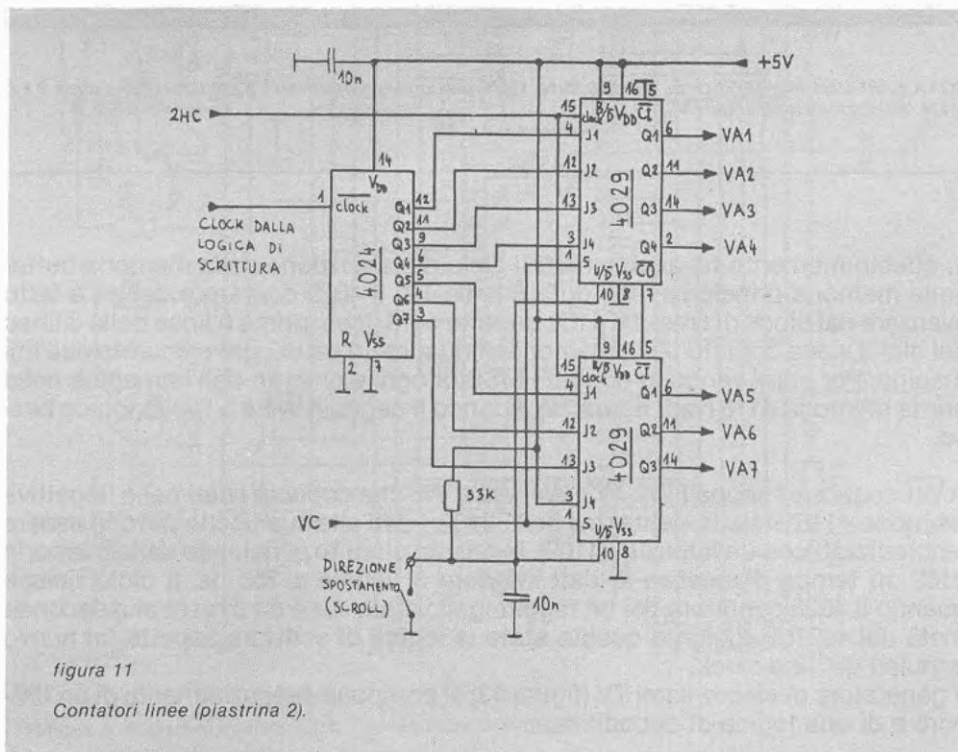 +5V
10n
9 16 5
2HC
15 clock B/D̅ VDD C̅I̅
4 J1 Q1 6 VA1
14
12 J2 Q2 11 VA2
VDD
1 clock
13 J3 Q3 14 VA3
Q1 12
Q2 11
CLOCK DALLA
LOGICA DI
SCRITTURA
Q3 9
Q4 6
Q5 5
Q6 4
Q7 3
4024
3 J4 Q4 2 VA4
1 S
4029
U/D̅ VSS C̅O̅
10 8 7
R VSS
2 7
9 16 5
15 clock B/D̅ VDD C̅I̅
4 J1 Q1 6 VA5
12 J2 Q2 11 VA6
13 J3 Q3 14 VA7
4029
3 J4
1 S
U/D̅ VSS
10 8
33K
VC
DIREZIONE
SPOSTAMENTO
(SCROLL)
10n
figura 11
Contatori linee (piastrina 2).